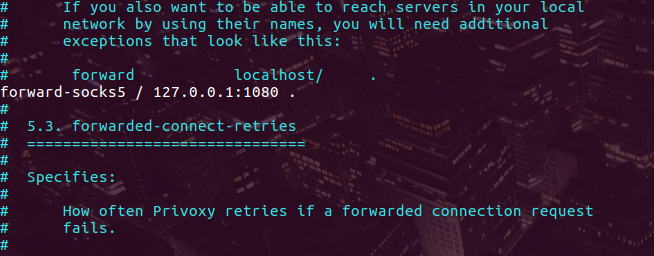 #      If you also want to be able to reach servers in your local
#      network by using their names, you will need additional
#      exceptions that look like this:
#
#       forward           localhost/     .
forward-socks5 / 127.0.0.1:1080 .
#
#  5.3. forwarded-connect-retries
#  ===============================
#
#  Specifies:
#
#      How often Privoxy retries if a forwarded connection request
#      fails.
#